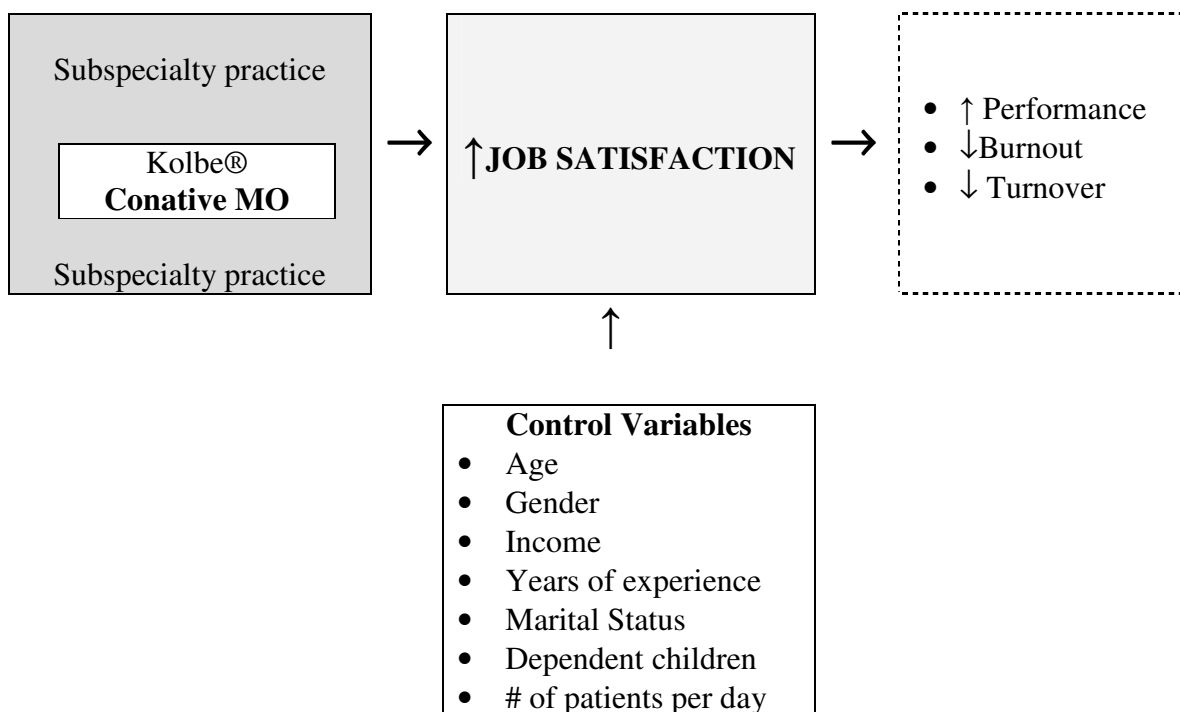 Subspecialty practice
Kolbe®
Conative MO
Subspecialty practice
→
↑JOB SATISFACTION
→
• ↑ Performance
• ↓Burnout
• ↓ Turnover
↑
Control Variables
• Age
• Gender
• Income
• Years of experience
• Marital Status
• Dependent children
• # of patients per day